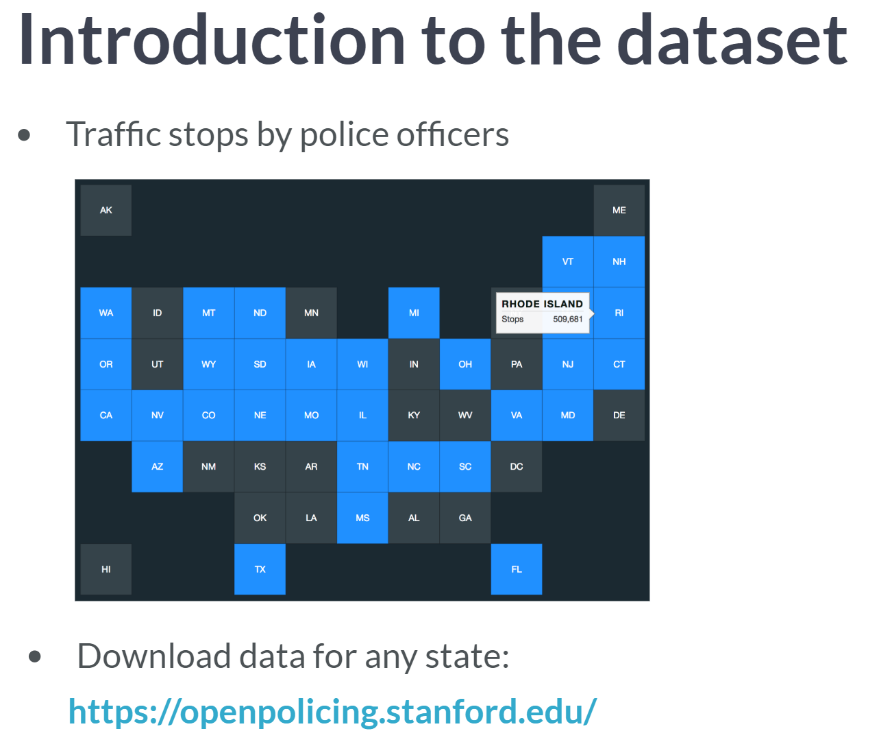 Introduction to the dataset
• Traffic stops by police officers
AK ME
VT NH
WA ID MT ND MN MI RI
RHODE ISLAND
Stops 509,681
OR UT WY SD IA WI IN OH PA NJ CT
CA NV CO NE MO IL KY WV VA MD DE
AZ NM KS AR TN NC SC DC
OK LA MS AL GA
HI TX FL
• Download data for any state:
https://openpolicing.stanford.edu/